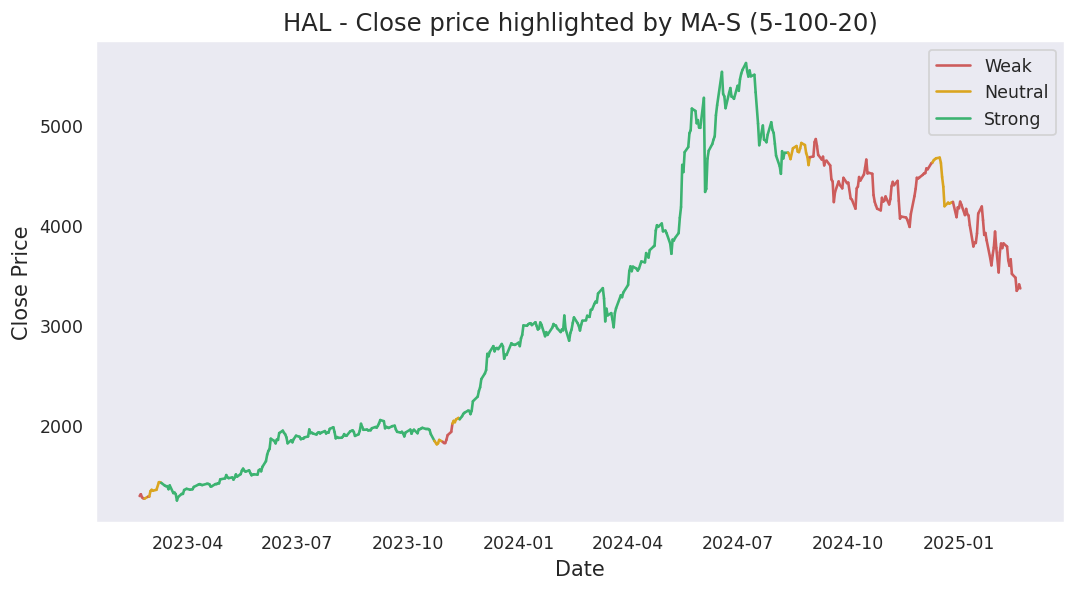 HAL - Close price highlighted by MA-S (5-100-20)
Weak
Neutral
Strong
Close Price
5000
4000
3000
2000
2023-04 2023-07 2023-10 2024-01 2024-04 2024-07 2024-10 2025-01
Date